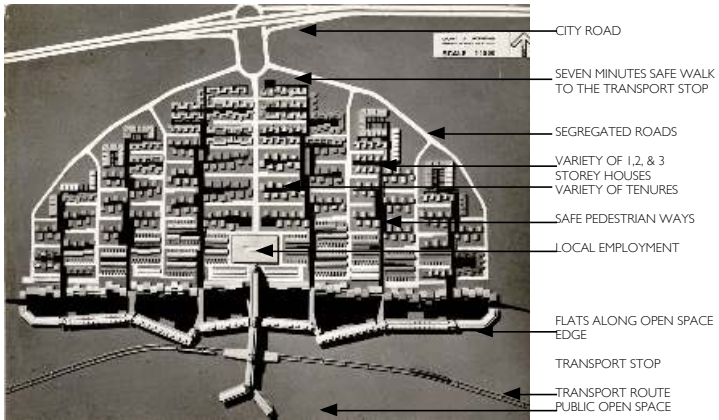 CITY ROAD
SCALE 1:1000
SEVEN MINUTES SAFE WALK
TO THE TRANSPORT STOP
SEGREGATED ROADS
VARIETY OF 1,2, & 3
STOREY HOUSES
VARIETY OF TENURES
SAFE PEDESTRIAN WAYS
LOCAL EMPLOYMENT
FLATS ALONG OPEN SPACE
EDGE
TRANSPORT STOP
TRANSPORT ROUTE
PUBLIC OPEN SPACE